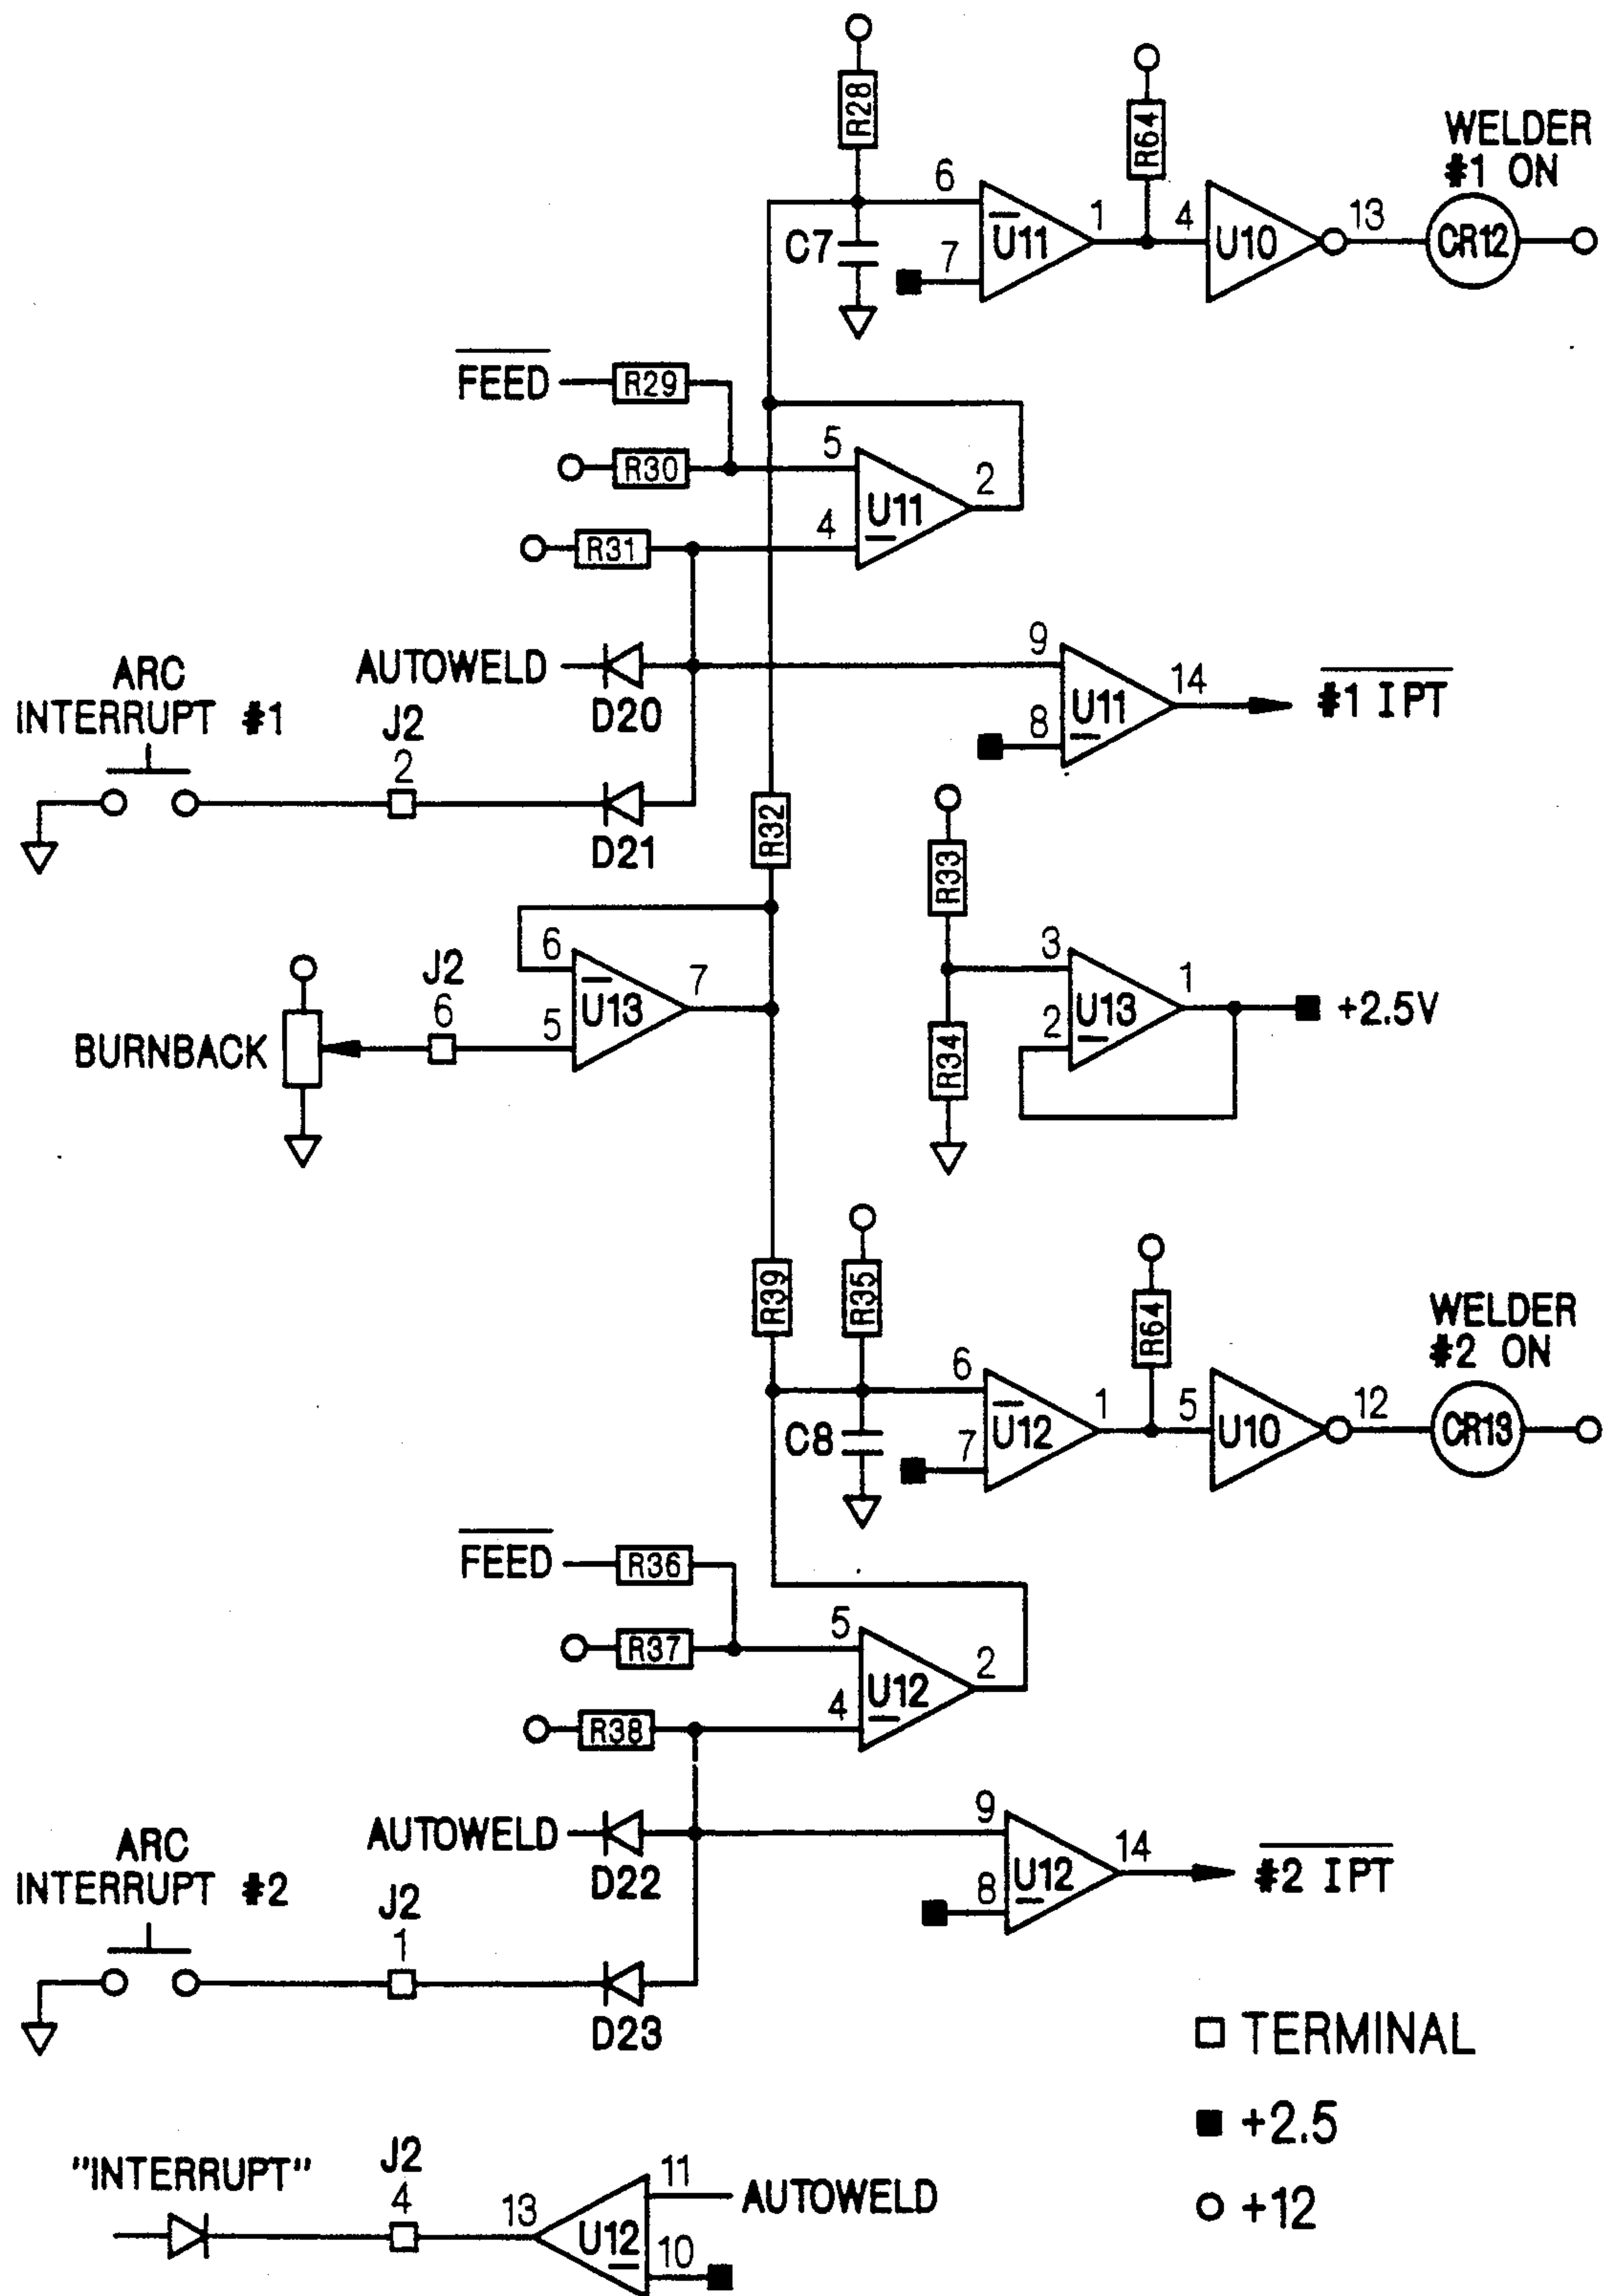 R28
R64
WELDER
#1 ON
6
U11
1
4
U10
13
CR12
C7
7
FEED
R29
R30
5
U11
2
R31
4
ARC
INTERRUPT #1
J2
2
AUTOWELD
D20
D21
9
U11
14
#1 IPT
8
R32
R33
R34
BURNBACK
J2
6
6
U13
7
5
3
U13
1
2
+2.5V
R39
R35
R64
WELDER
#2 ON
6
U12
1
5
U10
12
CR13
C8
7
FEED
R36
R37
5
U12
2
R38
4
ARC
INTERRUPT #2
J2
1
AUTOWELD
D22
D23
9
U12
14
#2 IPT
8
TERMINAL
+2.5
+12
"INTERRUPT"
J2
4
13
U12
11
AUTOWELD
10